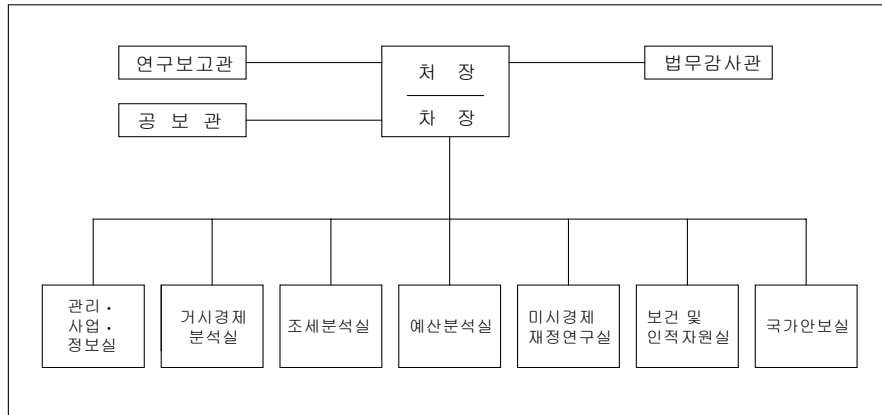 연구보고관
처 장
법무감사관
공 보 관
차 장
관리·
사업·
정보실
거시경제
분석실
조세분석실
예산분석실
미시경제
재정연구실
보건 및
인적자원실
국가안보실